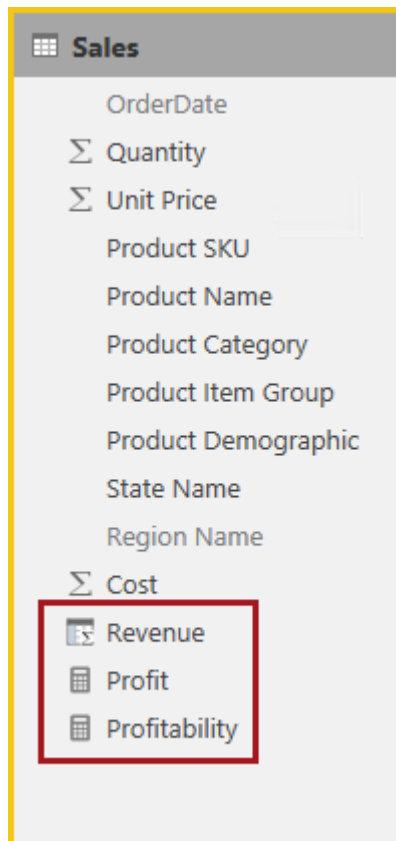 Sales
OrderDate
Quantity
Unit Price
Product SKU
Product Name
Product Category
Product Item Group
Product Demographic
State Name
Region Name
Cost
Revenue
Profit
Profitability